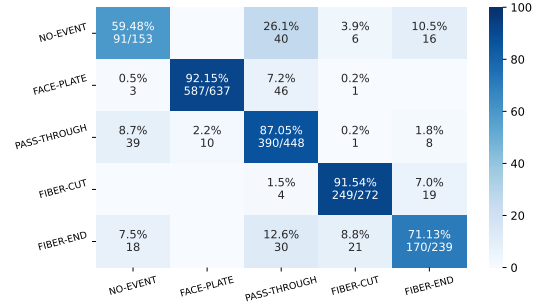 NO-EVENT 59.48% 26.1% 3.9% 10.5%
91/153 40 6 16
FACE-PLATE 0.5% 92.15% 7.2% 0.2%
3 587/637 46 1
PASS-THROUGH 8.7% 2.2% 87.05% 0.2% 1.8%
39 10 390/448 1 8
FIBER-CUT 1.5% 91.54% 7.0%
4 249/272 19
FIBER-END 7.5% 12.6% 8.8% 71.13%
18 30 21 170/239
NO-EVENT FACE-PLATE PASS-THROUGH FIBER-CUT FIBER-END
100
80
60
40
20
0